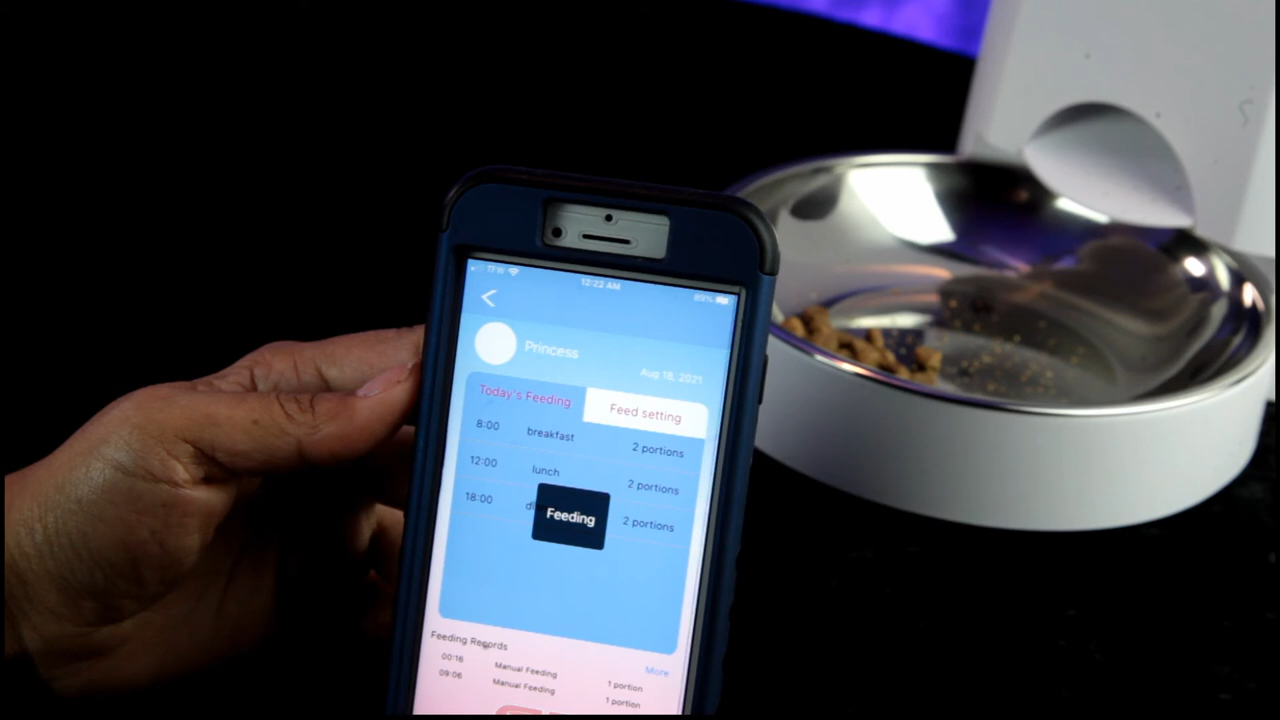 TFW
12:22 AM
89%
Princess
Aug 18, 2021
Today's Feeding
Feed setting
8:00 breakfast 2 portions
12:00 lunch 2 portions
18:00 2 portions
Feeding
Feeding Records
More
00:16 Manual Feeding 1 portion
09:06 Manual Feeding 1 portion